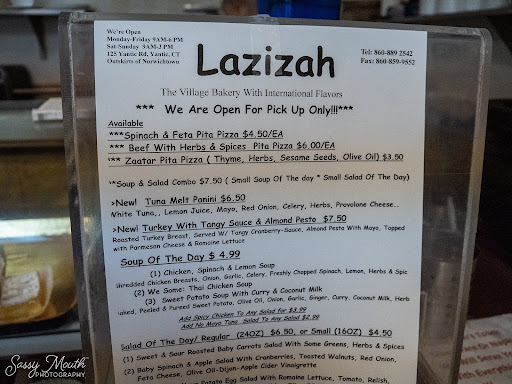 We're Open
Monday-Friday 9AM-6 PM
Sat-Sunday 9AM-3 PM
125 Yantic Rd, Yantic, CT
Outskirts of Norwichtown
Lazizah
Tel: 860-889 2542
Fax: 860-859-9552
The Village Bakery With International Flavors
*** We Are Open For Pick Up Only!!!***
Available
***Spinach & Feta Pita Pizza $4.50/EA
*** Beef With Herbs & Spices Pita Pizza $6.00/EA
*** Zaatar Pita Pizza ( Thyme, Herbs, Sesame Seeds, Olive Oil) $3.50
**Soup & Salad Combo $7.50 ( Small Soup Of The day * Small Salad Of The Day)
>New! Tuna Melt Panini $6.50
White Tuna,, Lemon Juice, Mayo, Red Onion, Celery, Herbs, Provolone Cheese..
>New! Turkey With Tangy Sauce & Almond Pesto $7.50
Roasted Turkey Breast, Served W/ Tangy Cranberry-Sauce, Almond Pesto With Mayo, Topped
with Parmesan Cheese & Romaine Lettuce
Soup Of The Day $ 4.99
(1) Chicken, Spinach & Lemon Soup
Shredded Chicken Breasts, Onion, Garlic, Celery, Freshly Chopped Spinach, Lemon, Herbs & Spic
(2) We Some: Thai Chicken Soup
(3) Sweet Potato Soup With Curry & Coconut Milk
Baked, Peeled & Pureed Sweet Potato, Olive Oil, Onion, Garlic, Ginger, Curry, Coconut Milk, Herb
Add Spicy Chicken To Any Salad for $3.99
Add No Mayo Tuna Salad To Any Salad $2.99
Salad Of The Day/ Regular (24OZ) $6.50, or Small (16OZ) $4.50
(1) Sweet & Sour Roasted Baby Carrots Salad With Some Greens, Herbs & Spices
(2) Baby Spinach & Apple Salad With Cranberries, Toasted Walnuts, Red Onion,
Feta Cheese, Olive Oil-Dijon-Apple Cider Vinaigrette
Potato Egg Salad With Romaine Lettuce, Tomato, Relish,
Sassy Mouth
PHOTOGRAPHY